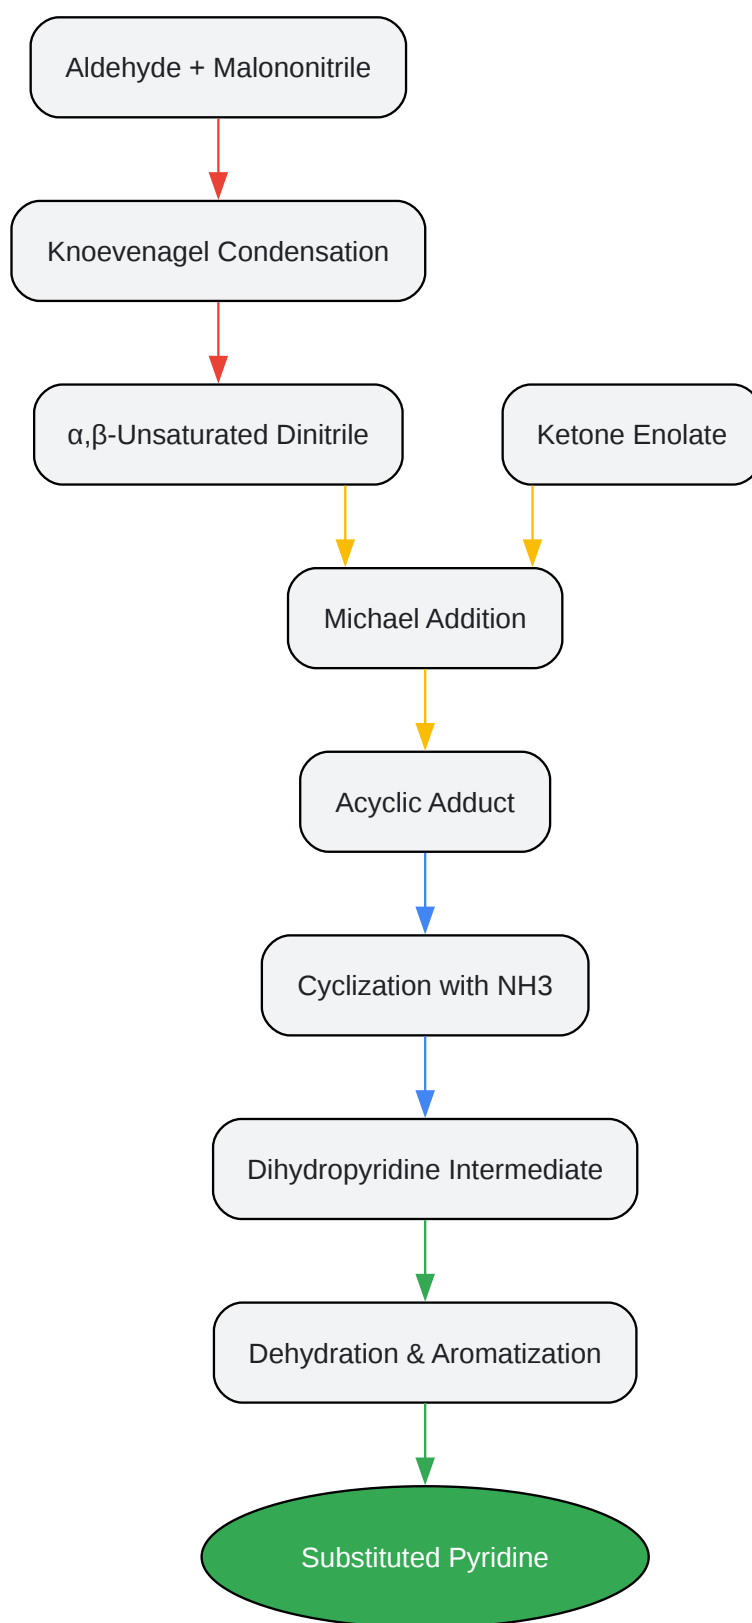 Aldehyde + Malononitrile
Knoevenagel Condensation
α,β-Unsaturated Dinitrile
Ketone Enolate
Michael Addition
Acyclic Adduct
Cyclization with NH3
Dihydropyridine Intermediate
Dehydration & Aromatization
Substituted Pyridine